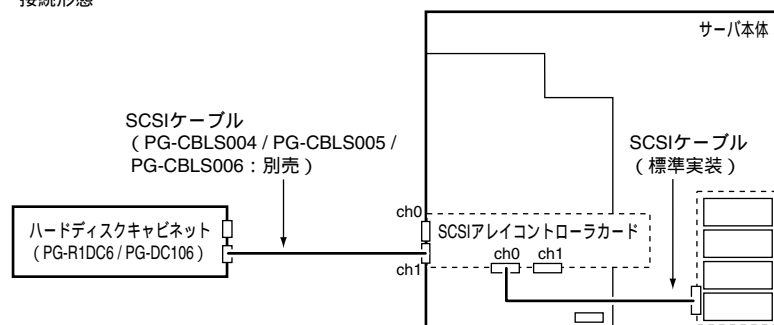 接続形態
サーバ本体
SCSIケーブル
（PG-CBLS004 / PG-CBLS005 /
PG-CBLS006：別売）
SCSIケーブル
（標準実装）
ch0
ハードディスクキャビネット
（PG-R1DC6 / PG-DC106）
SCSIアレイコントローラカード
ch0
ch1
ch1